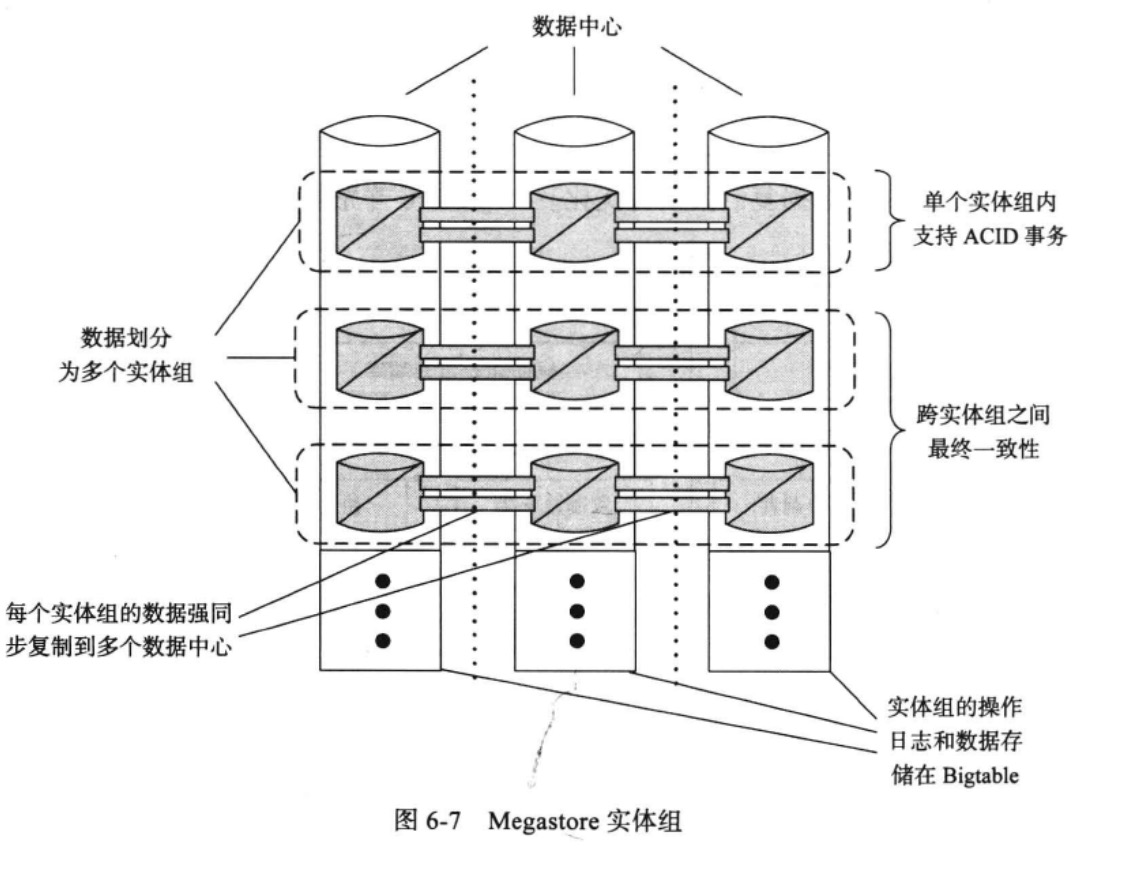 数据中心
单个实体组内
支持 ACID 事务
数据划分
为多个实体组
跨实体组之间
最终一致性
每个实体组的数据强同
步复制到多个数据中心
实体组的操作
日志和数据存
储在 Bigtable
图 6-7 Megastore 实体组